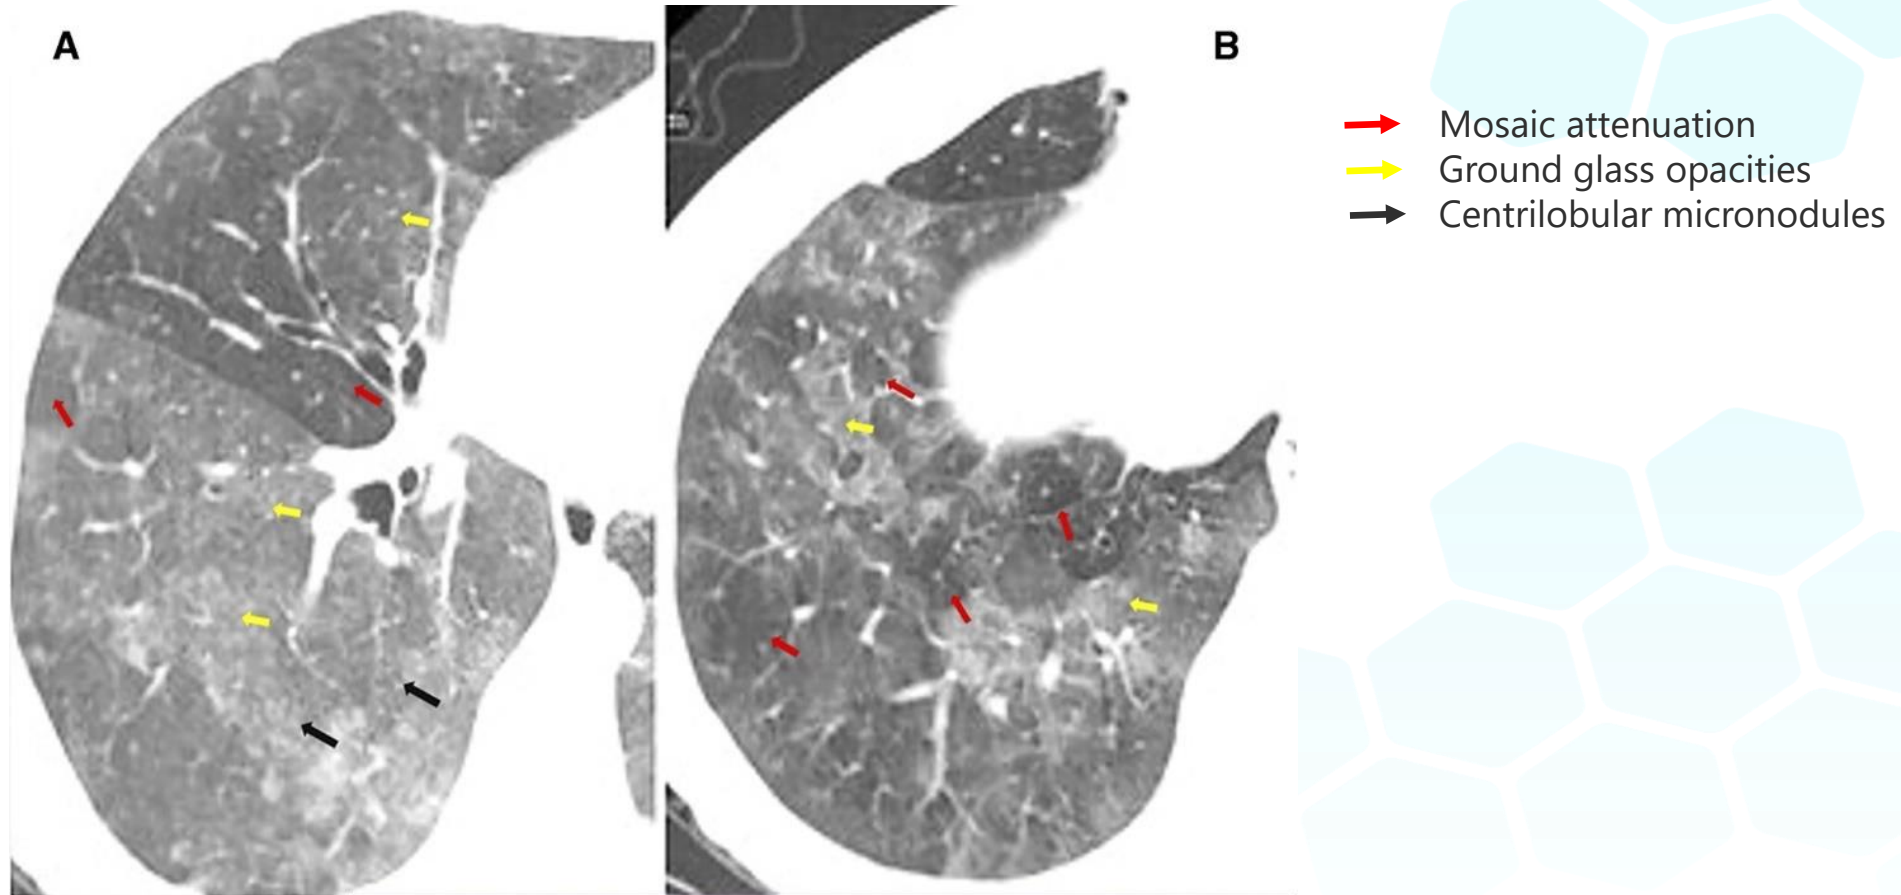 A
B
Mosaic attenuation
Ground glass opacities
Centrilobular micronodules